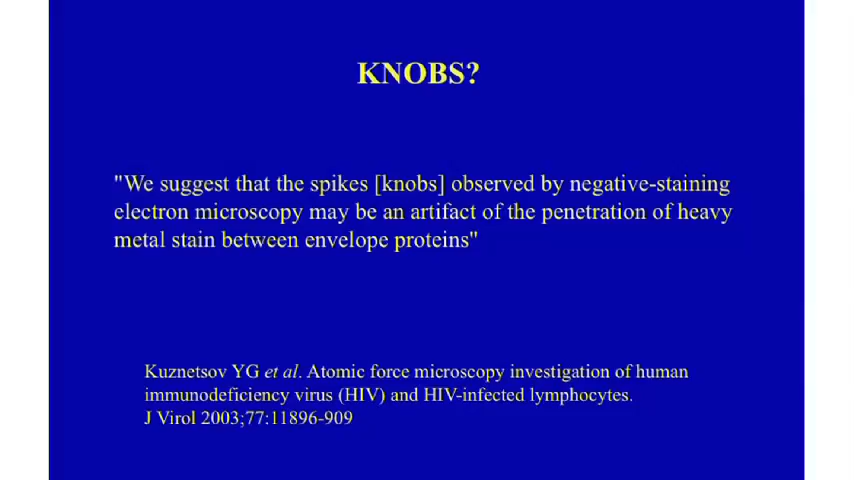 KNOBS?
"We suggest that the spikes [knobs] observed by negative-staining
electron microscopy may be an artifact of the penetration of heavy
metal stain between envelope proteins"
Kuznetsov YG et al. Atomic force microscopy investigation of human
immunodeficiency virus (HIV) and HIV-infected lymphocytes.
J Virol 2003;77:11896-909